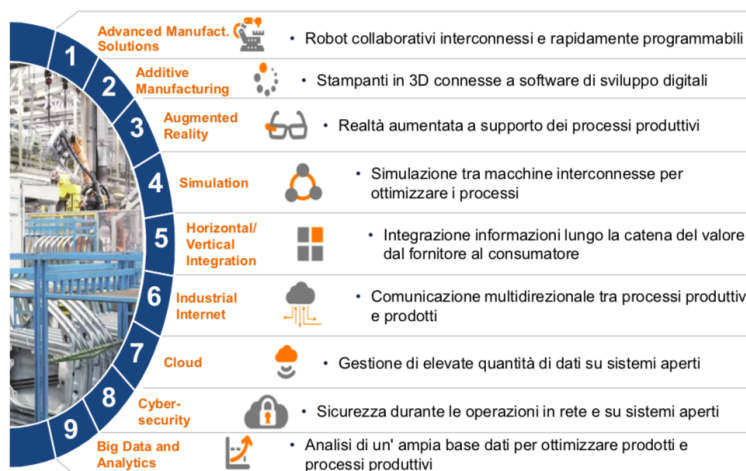 1
Advanced Manufact.
Solutions
• Robot collaborativi interconnessi e rapidamente programmabili
2
Additive
Manufacturing
• Stampanti in 3D connesse a software di sviluppo digitali
3
Augmented
Reality
• Realtà aumentata a supporto dei processi produttivi
4
Simulation
• Simulazione tra macchine interconnesse per
ottimizzare i processi
5
Horizontal/
Vertical
Integration
• Integrazione informazioni lungo la catena del valore
dal fornitore al consumatore
6
Industrial
Internet
• Comunicazione multidirezionale tra processi produttiv
e prodotti
7
Cloud
• Gestione di elevate quantità di dati su sistemi aperti
8
Cyber-
security
• Sicurezza durante le operazioni in rete e su sistemi aperti
9
Big Data and
Analytics
• Analisi di un' ampia base dati per ottimizzare prodotti e
processi produttivi